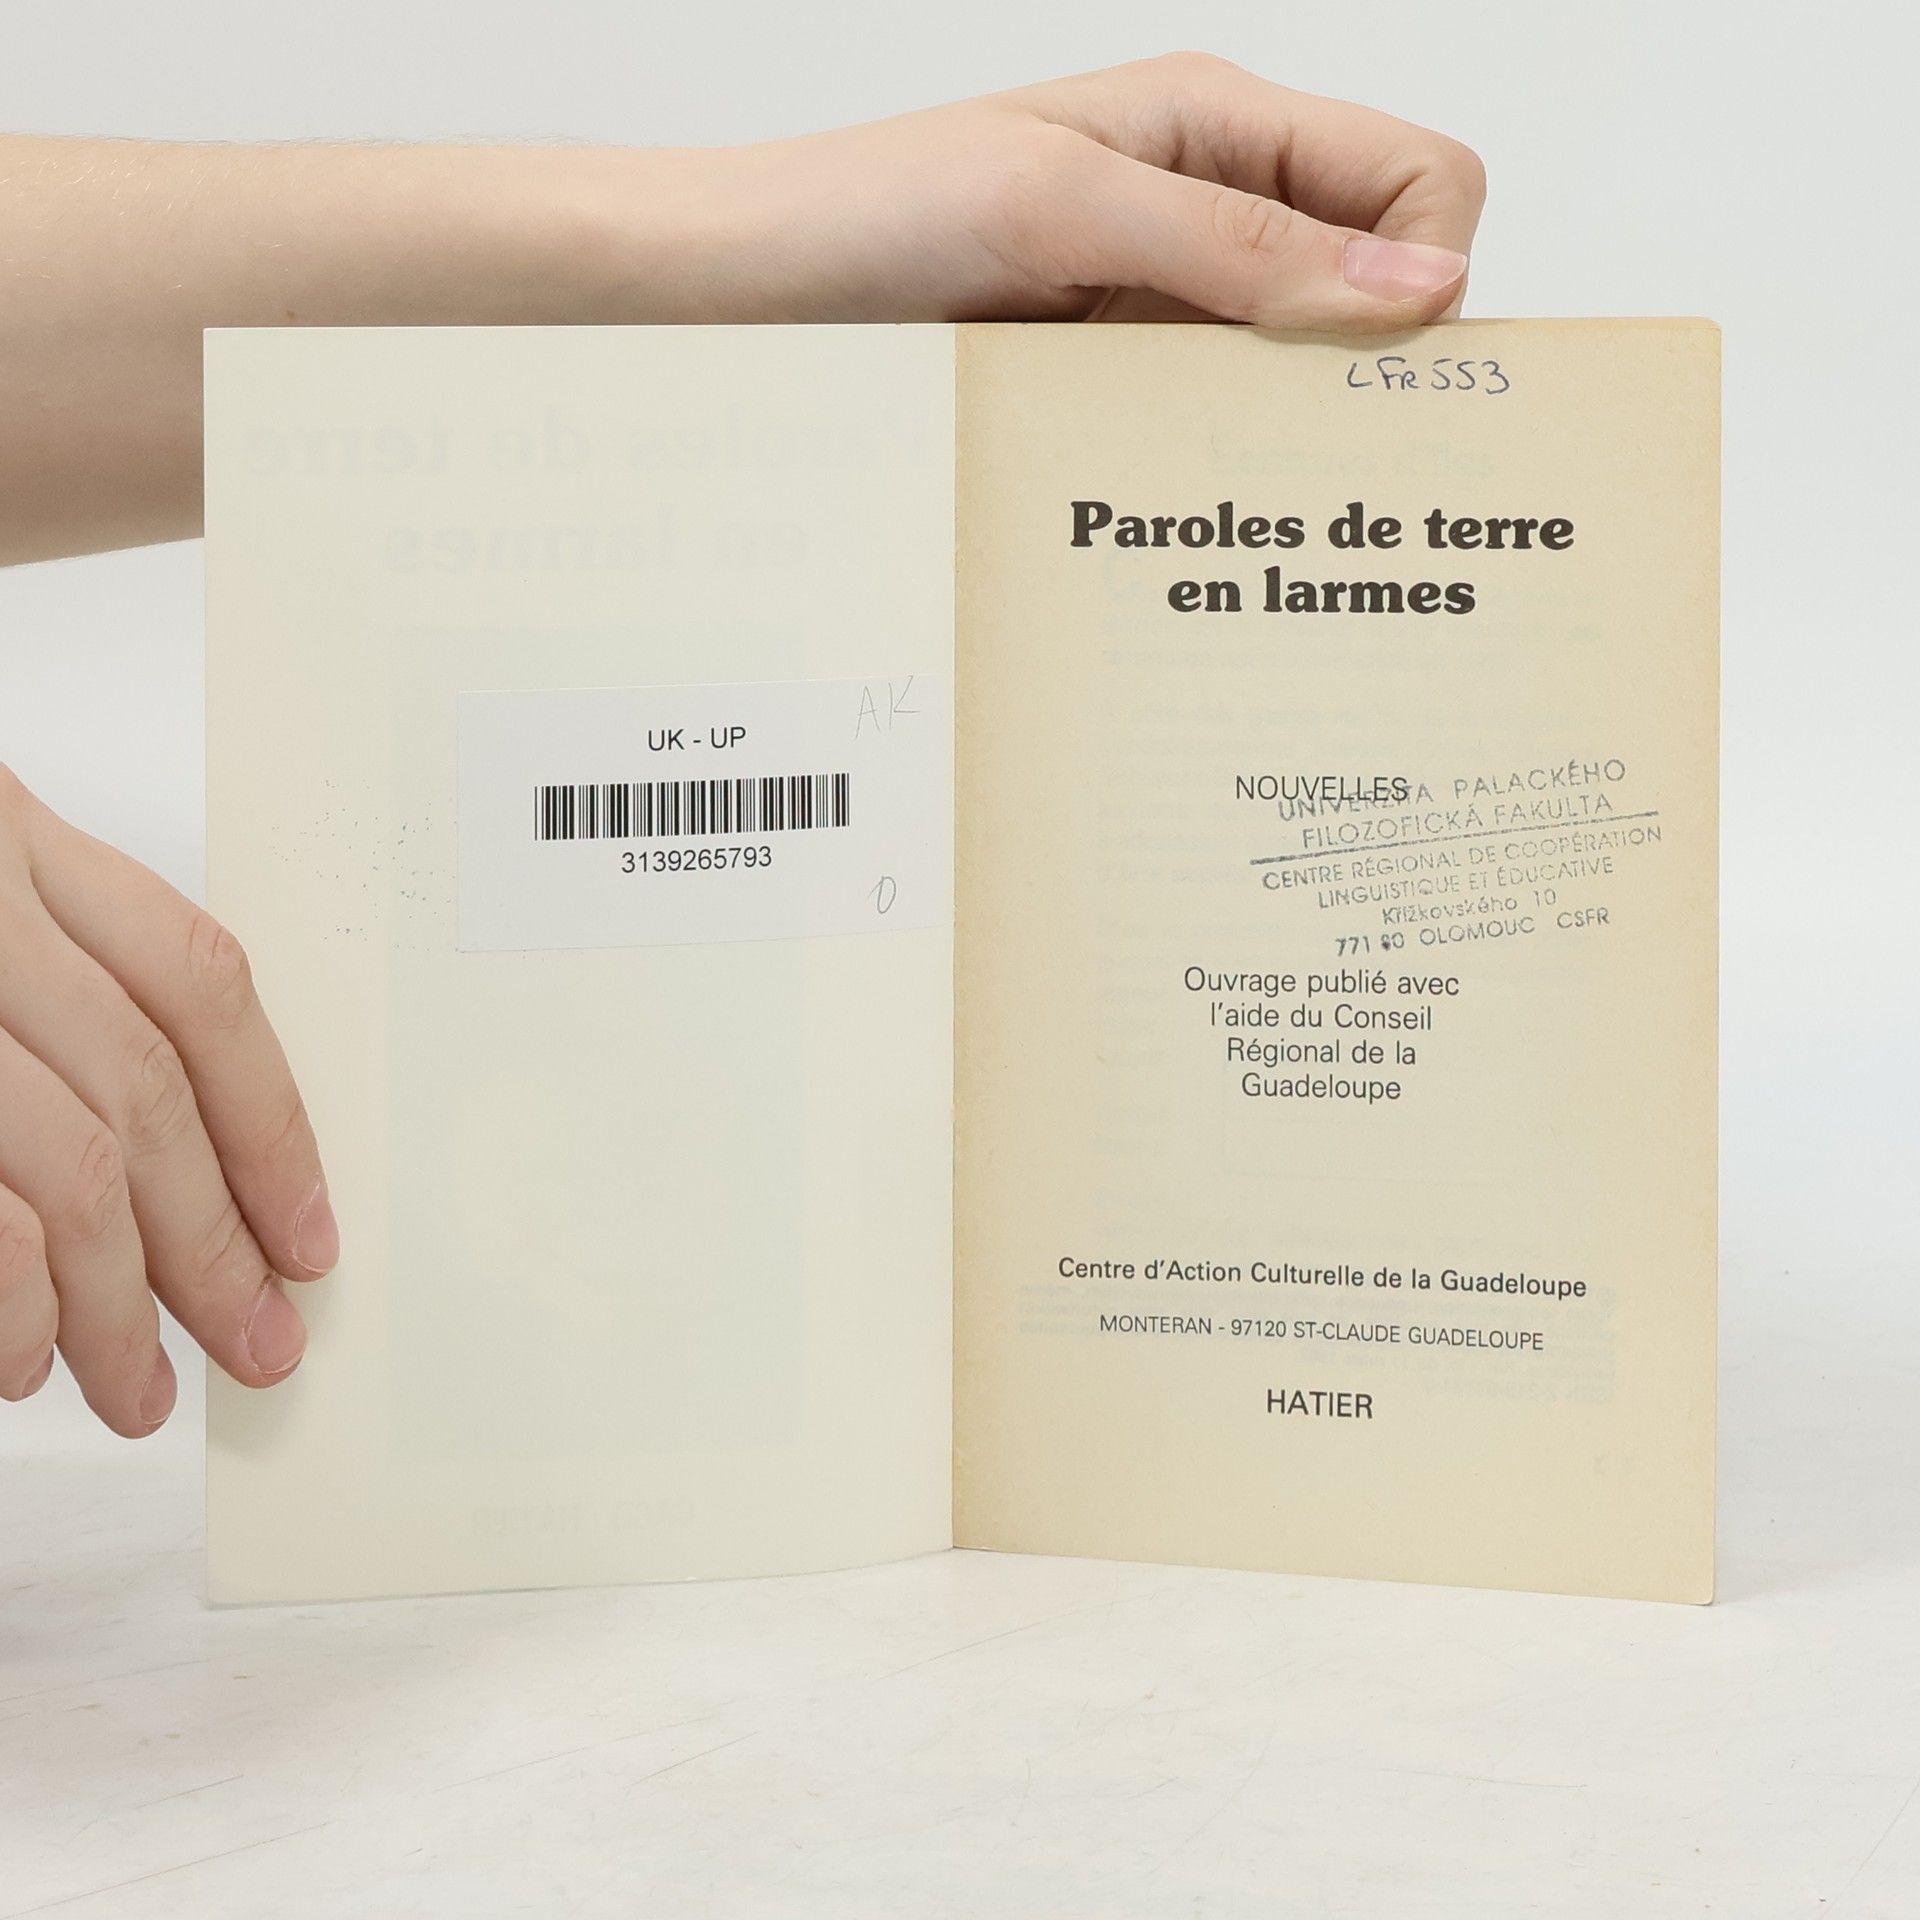 AK
UK - UP
3139265793
0
LFR 553
Paroles de terre
en larmes
NOUVELLES
UNIVERZITA PALACKÉHO
FILOZOFICKÁ FAKULTA
CENTRE RÉGIONAL DE COOPÉRATION
LINGUISTIQUE ET ÉDUCATIVE
Křížkovského 10
771 80 OLOMOUC CSFR
Ouvrage publié avec
l'aide du Conseil
Régional de la
Guadeloupe
Centre d'Action Culturelle de la Guadeloupe
MONTERAN - 97120 ST-CLAUDE GUADELOUPE
HATIER